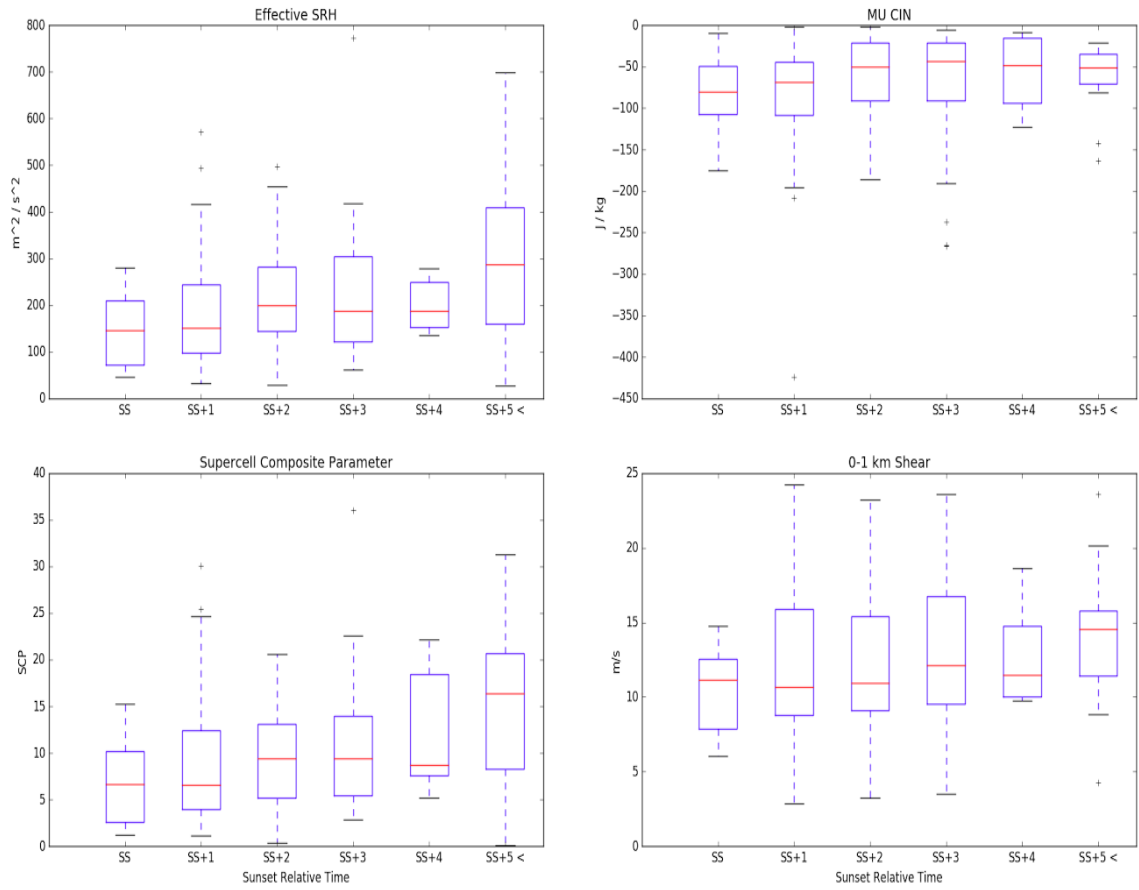 Effective SRH
800
700
600
500
400
300
200
100
0
m^2 / s^2
SS SS+1 SS+2 SS+3 SS+4 SS+5 <
MU CIN
0
−50
−100
−150
−200
−250
−300
−350
−400
−450
J / kg
SS SS+1 SS+2 SS+3 SS+4 SS+5 <
Supercell Composite Parameter
40
35
30
25
20
15
10
5
0
SCP
SS SS+1 SS+2 SS+3 SS+4 SS+5 <
Sunset Relative Time
0-1 km Shear
25
20
15
10
5
0
m/s
SS SS+1 SS+2 SS+3 SS+4 SS+5 <
Sunset Relative Time